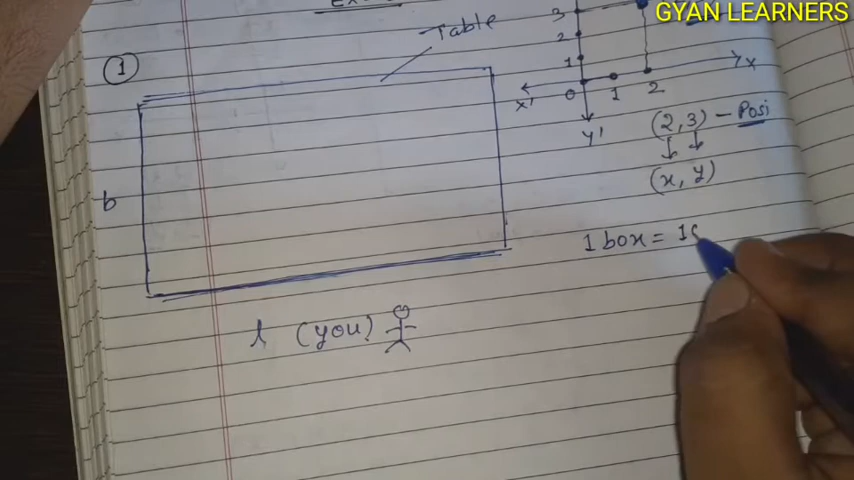 GYAN LEARNERS
①
Table
3
2
1
x' 0 1 2 x
y'
(2,3) - Posi
(x, y)
b
1 box = 1
l (you)